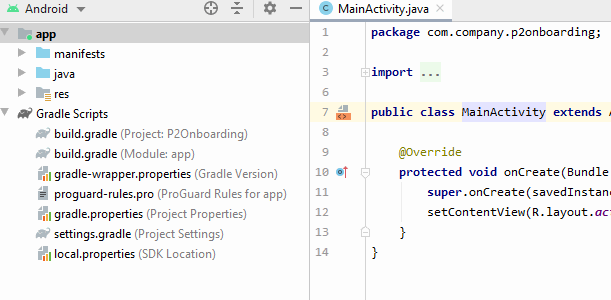 Android
app
manifests
java
res
Gradle Scripts
build.gradle (Project: P2Onboarding)
build.gradle (Module: app)
gradle-wrapper.properties (Gradle Version)
proguard-rules.pro (ProGuard Rules for app)
gradle.properties (Project Properties)
settings.gradle (Project Settings)
local.properties (SDK Location)
MainActivity.java
1 package com.company.p2onboarding;
2
3 import ...
6
7 public class MainActivity extends A
8
9 @Override
10 protected void onCreate(Bundle
11 super.onCreate(savedInstan
12 setContentView(R.layout.ac
13 }
14 }